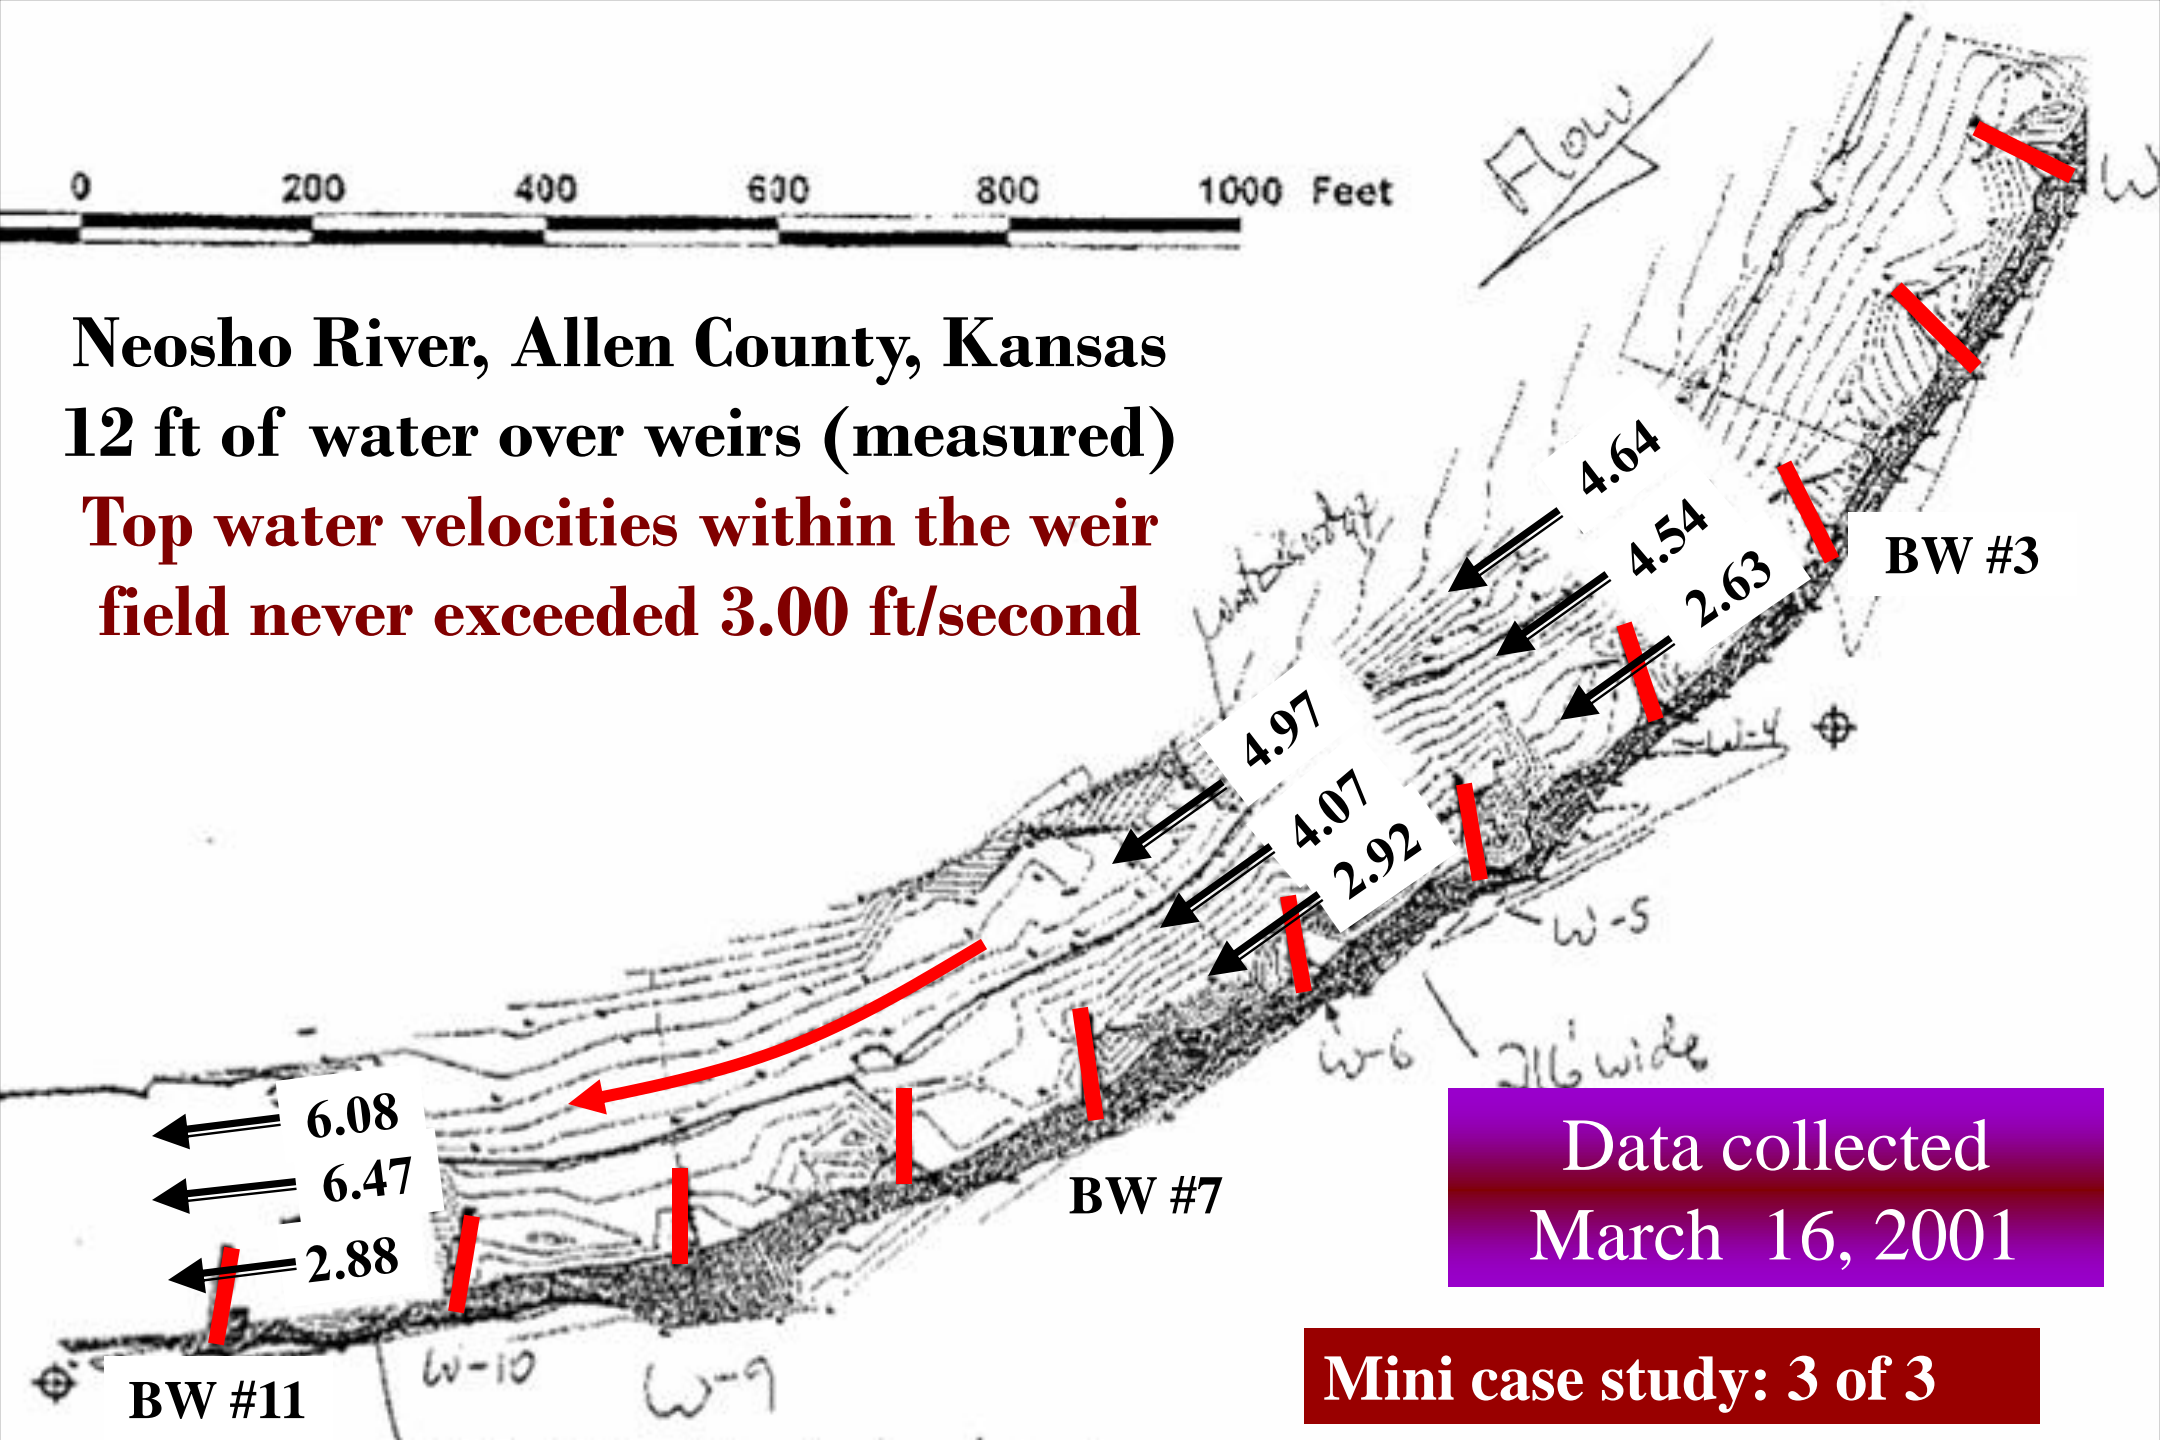 0 200 400 600 800 1000 Feet
Flow
W
Neosho River, Allen County, Kansas
12 ft of water over weirs (measured)
Top water velocities within the weir
field never exceeded 3.00 ft/second
4.64
4.54
2.63
BW #3
W-4
4.97
4.07
2.92
W-5
W-6
216' wide
BW #7
6.08
6.47
2.88
W-10
W-9
BW #11
Data collected
March 16, 2001
Mini case study: 3 of 3